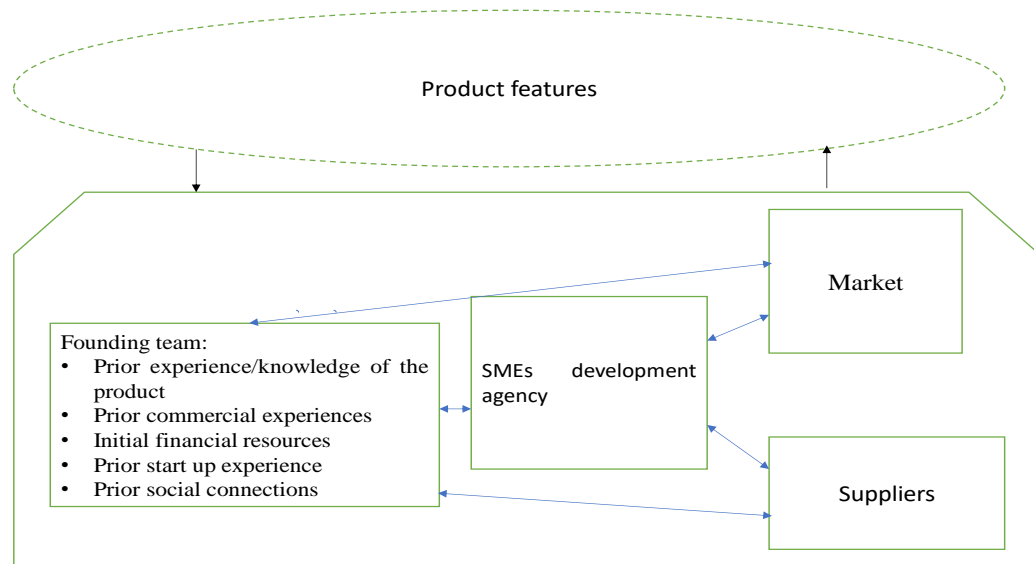 Product features
Market
Founding team:
• Prior experience/knowledge of the
product
• Prior commercial experiences
• Initial financial resources
• Prior start up experience
• Prior social connections
SMEs development
agency
Suppliers